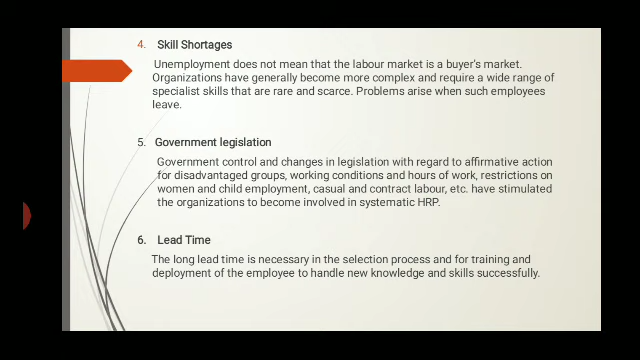 4. Skill Shortages
Unemployment does not mean that the labour market is a buyer's market.
Organizations have generally become more complex and require a wide range of
specialist skills that are rare and scarce. Problems arise when such employees
leave.
5. Government legislation
Government control and changes in legislation with regard to affirmative action
for disadvantaged groups, working conditions and hours of work, restrictions on
women and child employment, casual and contract labour, etc. have stimulated
the organizations to become involved in systematic HRP.
6. Lead Time
The long lead time is necessary in the selection process and for training and
deployment of the employee to handle new knowledge and skills successfully.